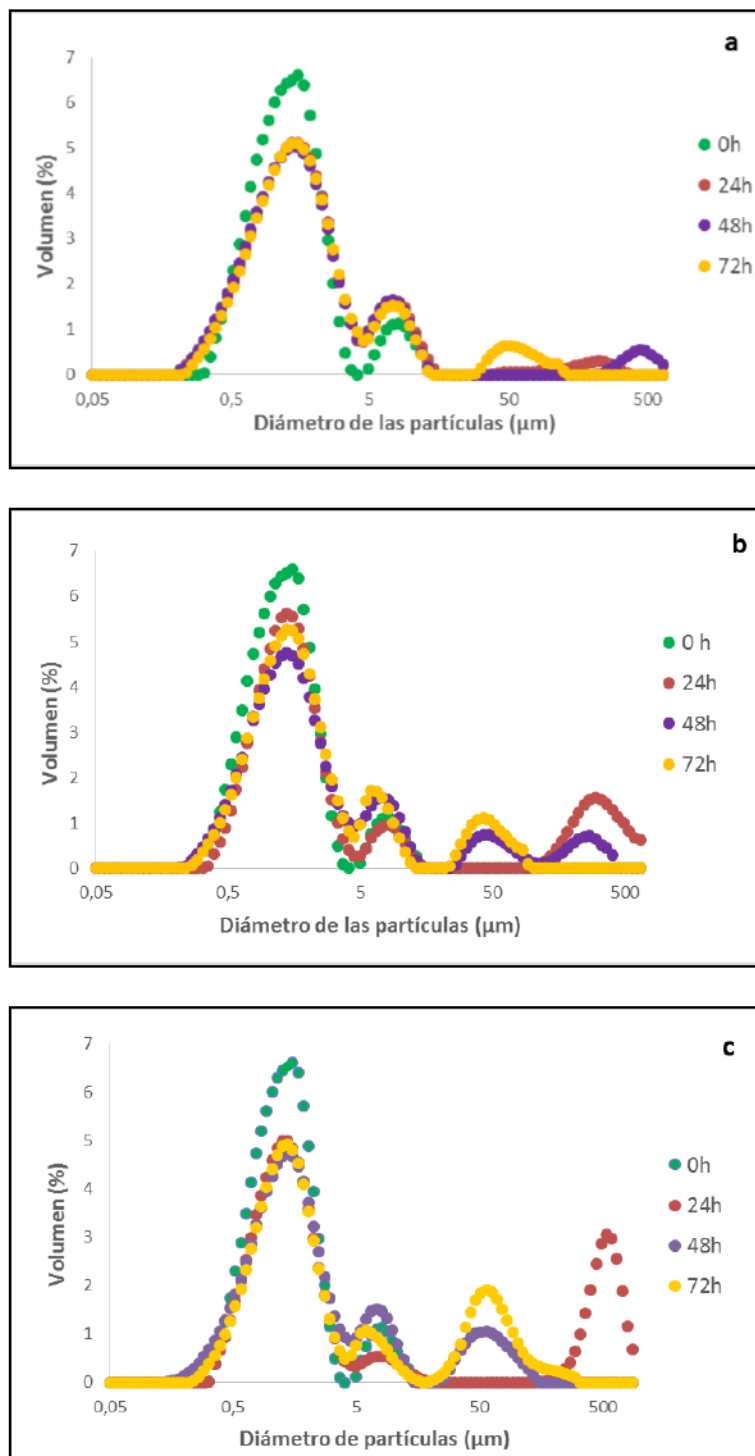 a
7
6
5
4
3
2
1
0
Volumen (%)
0,05
0,5
5
50
500
Diámetro de las partículas (µm)
0h
24h
48h
72h
b
7
6
5
4
3
2
1
0
Volumen (%)
0,05
0,5
5
50
500
Diámetro de las partículas (µm)
0 h
24h
48h
72h
c
7
6
5
4
3
2
1
0
Volumen (%)
0,05
0,5
5
50
500
Diámetro de partículas (µm)
0h
24h
48h
72h